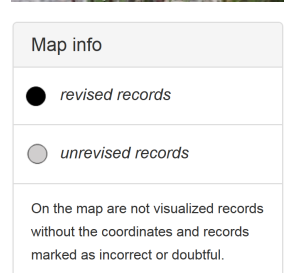 Map info
revised records
unrevised records
On the map are not visualized records
without the coordinates and records
marked as incorrect or doubtful.